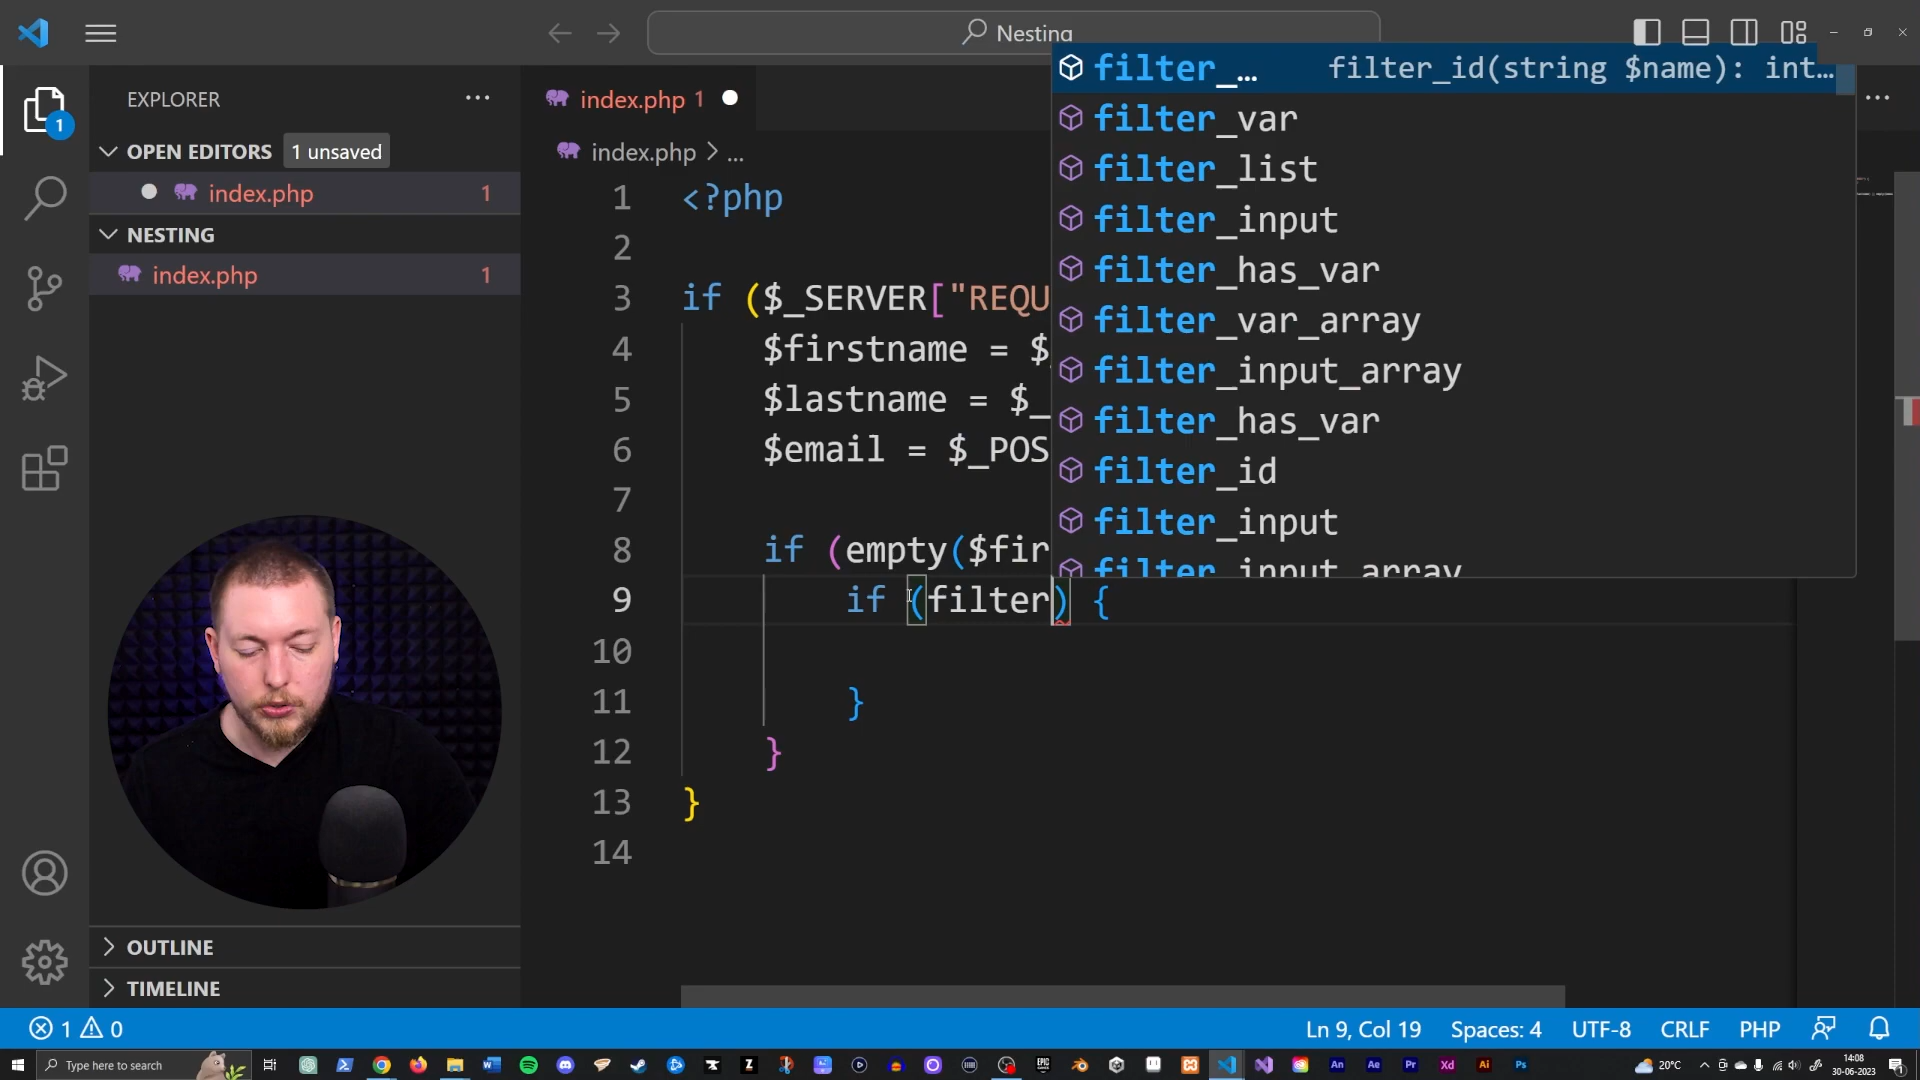 Nesting
EXPLORER
OPEN EDITORS 1 unsaved
index.php 1
NESTING
index.php 1
OUTLINE
TIMELINE
1
index.php 1
index.php > ...
1 <?php
2
3 if ($_SERVER["REQU
4 $firstname = $_
5 $lastname = $_
6 $email = $_POS
7
8 if (empty($fir
9 if (filter) {
10
11 }
12 }
13 }
14
filter_… filter_id(string $name): int…
filter_var
filter_list
filter_input
filter_has_var
filter_var_array
filter_input_array
filter_has_var
filter_id
filter_input
filter_input_array
1 0
Ln 9, Col 19 Spaces: 4 UTF-8 CRLF PHP
Type here to search
20°C
14:08
30-06-2023